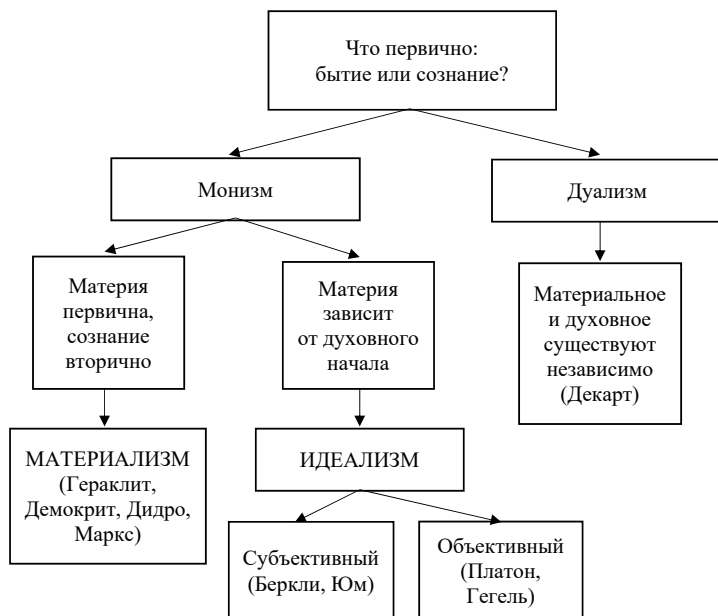 Что первично:
бытие или сознание?
Монизм
Дуализм
Материя
первична,
сознание
вторично
Материя
зависит
от духовного
начала
Материальное
и духовное
существуют
независимо
(Декарт)
МАТЕРИАЛИЗМ
(Гераклит,
Демокрит, Дидро,
Маркс)
ИДЕАЛИЗМ
Субъективный
(Беркли, Юм)
Объективный
(Платон,
Гегель)